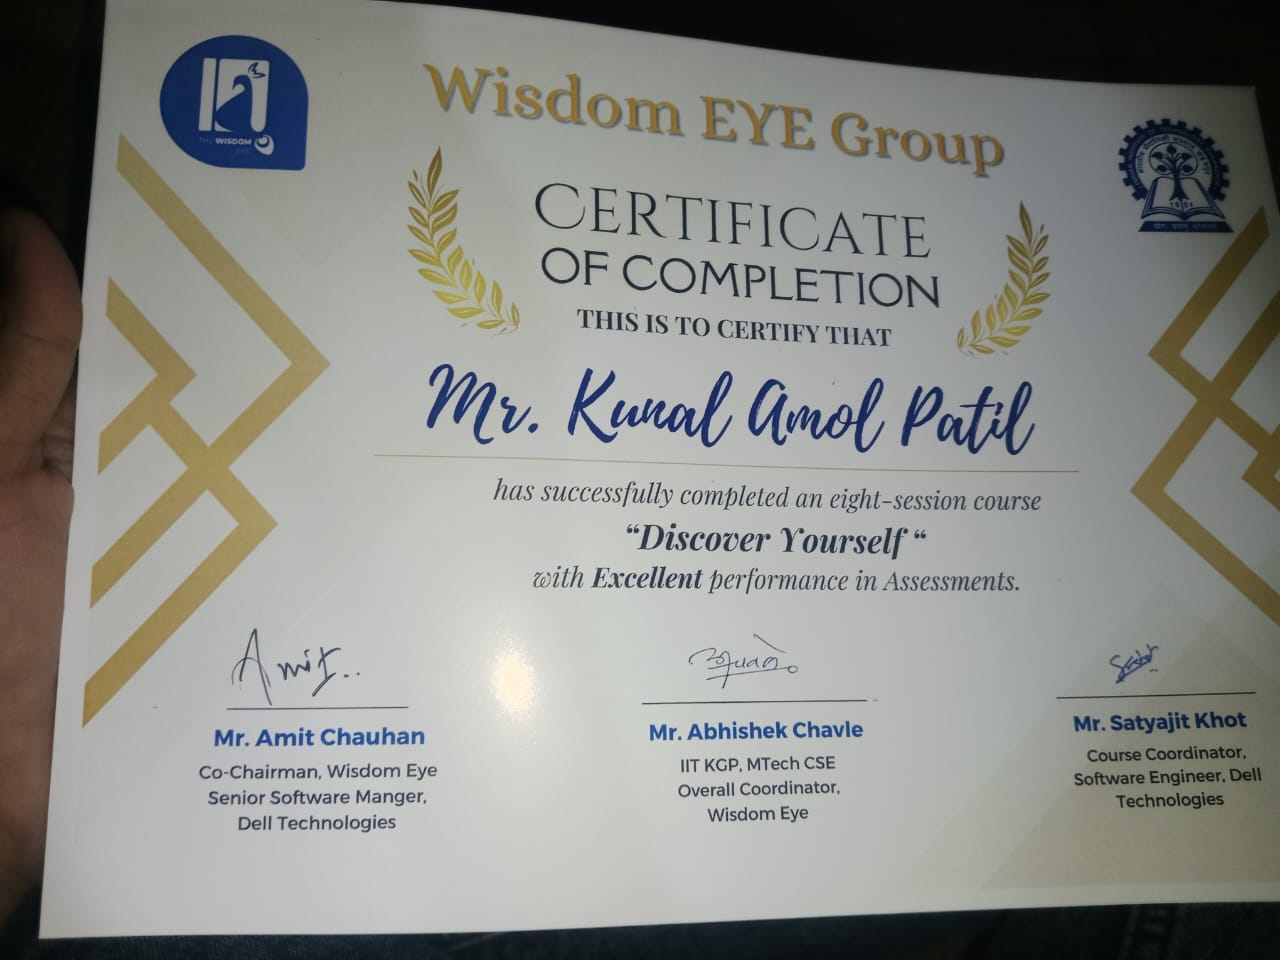 THE WISDOM
EYE
Wisdom EYE Group
CERTIFICATE
OF COMPLETION
THIS IS TO CERTIFY THAT
Mr. Kunal Amol Patil
has successfully completed an eight-session course
“Discover Yourself “
with Excellent performance in Assessments.
Amit..
Mr. Amit Chauhan
Co-Chairman, Wisdom Eye
Senior Software Manger,
Dell Technologies
Mr. Abhishek Chavle
IIT KGP, MTech CSE
Overall Coordinator,
Wisdom Eye
Mr. Satyajit Khot
Course Coordinator,
Software Engineer, Dell
Technologies
1951